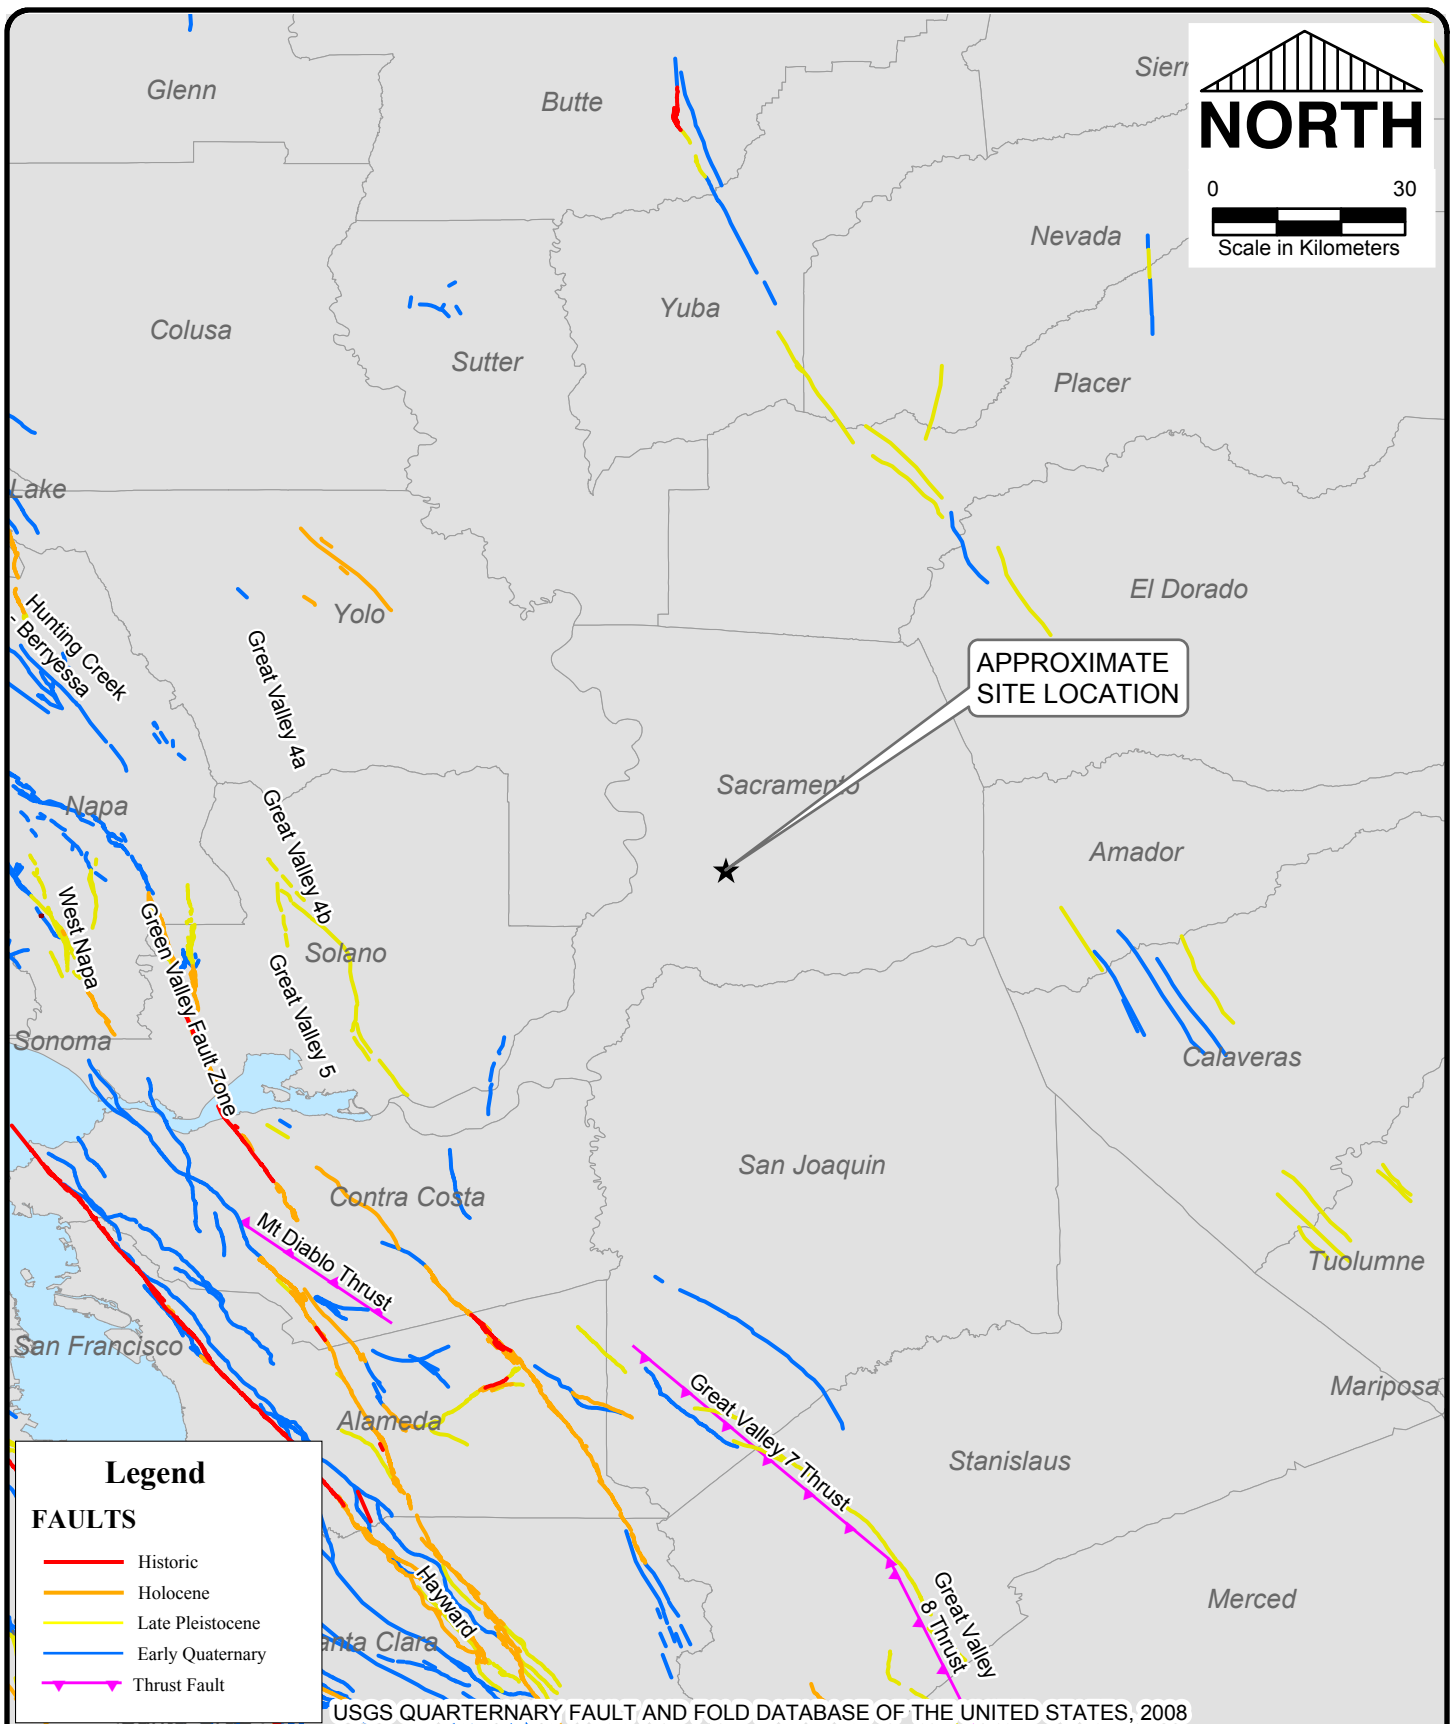 Glenn
Butte
Sierr
NORTH
0 30
Scale in Kilometers
Nevada
Colusa
Sutter
Yuba
Placer
Lake
Yolo
El Dorado
Hunting Creek
- Berryessa
Great Valley 4a
APPROXIMATE
SITE LOCATION
Napa
Sacramento
Great Valley 4b
Amador
West Napa
Green Valley Fault Zone
Solano
Great Valley 5
Sonoma
Calaveras
Contra Costa
San Joaquin
Mt Diablo Thrust
Tuolumne
San Francisco
Mariposa
Alameda
Great Valley 7 Thrust
Stanislaus
Legend
FAULTS
Historic
Holocene
Late Pleistocene
Early Quaternary
Thrust Fault
Hayward
anta Clara
Great Valley
8 Thrust
Merced
USGS QUARTERNARY FAULT AND FOLD DATABASE OF THE UNITED STATES, 2008